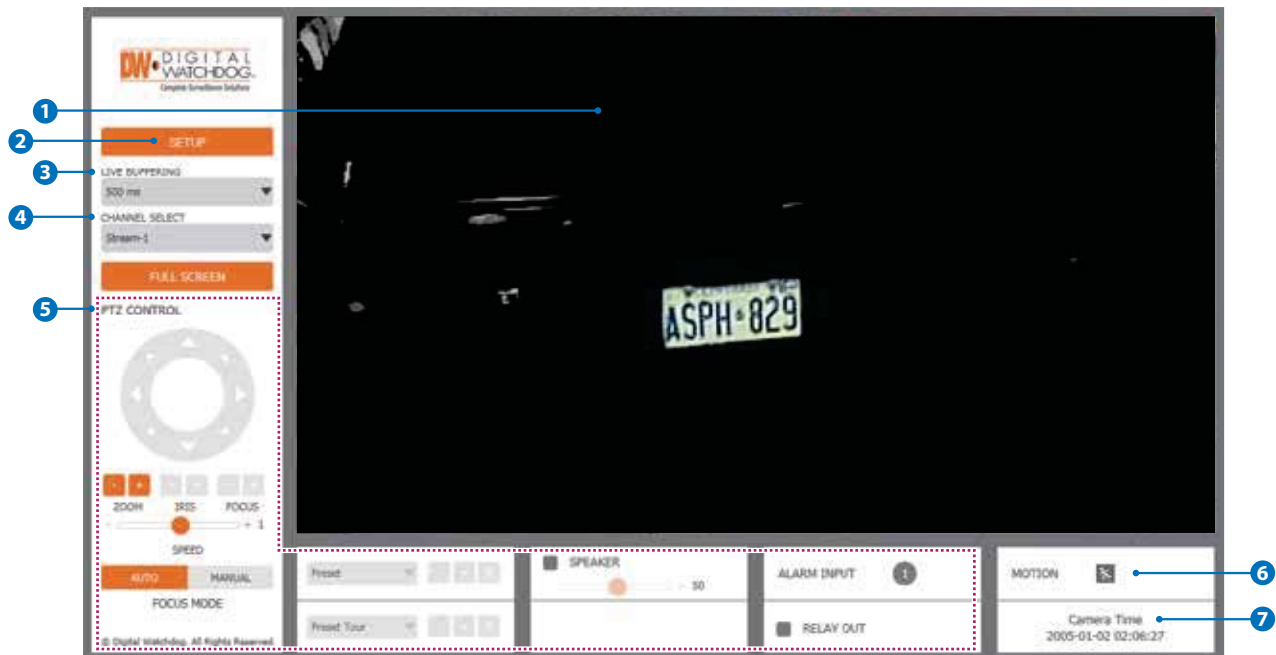 DW DIGITAL
WATCHDOG™
Complete Surveillance Solutions
1
2
SETUP
3
LIVE BUFFERING
500 ms
4
CHANNEL SELECT
Stream-1
FULL SCREEN
5
PTZ CONTROL
- +
ZOOM IRIS FOCUS
- + 1
SPEED
AUTO MANUAL
FOCUS MODE
© Digital Watchdog. All Rights Reserved.
ASPH 829
Preset
Preset Tour
SPEAKER
50
ALARM INPUT 1
RELAY OUT
MOTION
6
Camera Time
7
2005-01-02 02:06:27